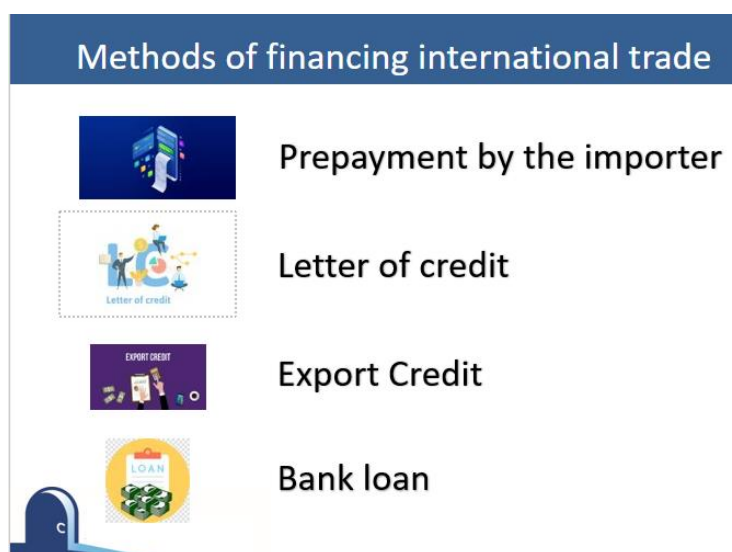 Methods of financing international trade
Prepayment by the importer
Letter of credit
Letter of credit
EXPORT CREDIT
Export Credit
LOAN
Bank loan
C